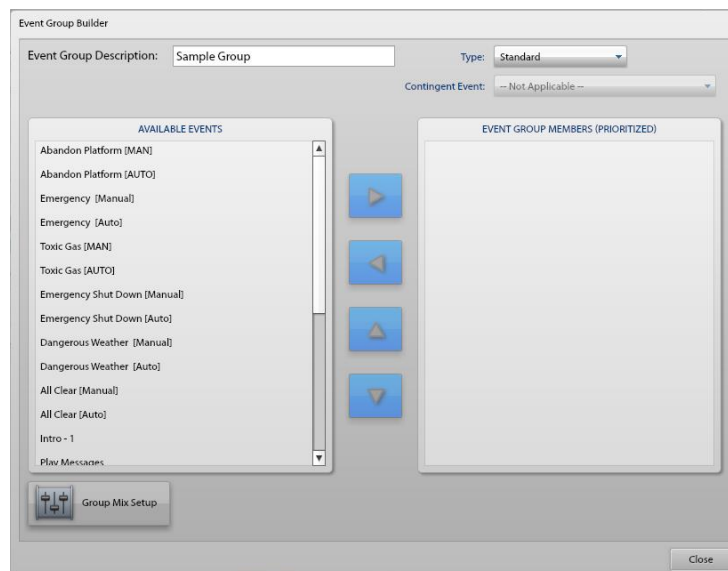 Event Group Builder
Event Group Description: Sample Group Type: Standard
Contingent Event: -- Not Applicable --
AVAILABLE EVENTS
Abandon Platform [MAN]
Abandon Platform [AUTO]
Emergency [Manual]
Emergency [Auto]
Toxic Gas [MAN]
Toxic Gas [AUTO]
Emergency Shut Down [Manual]
Emergency Shut Down [Auto]
Dangerous Weather [Manual]
Dangerous Weather [Auto]
All Clear [Manual]
All Clear [Auto]
Intro - 1
Play Messages
EVENT GROUP MEMBERS (PRIORITIZED)
Group Mix Setup
Close